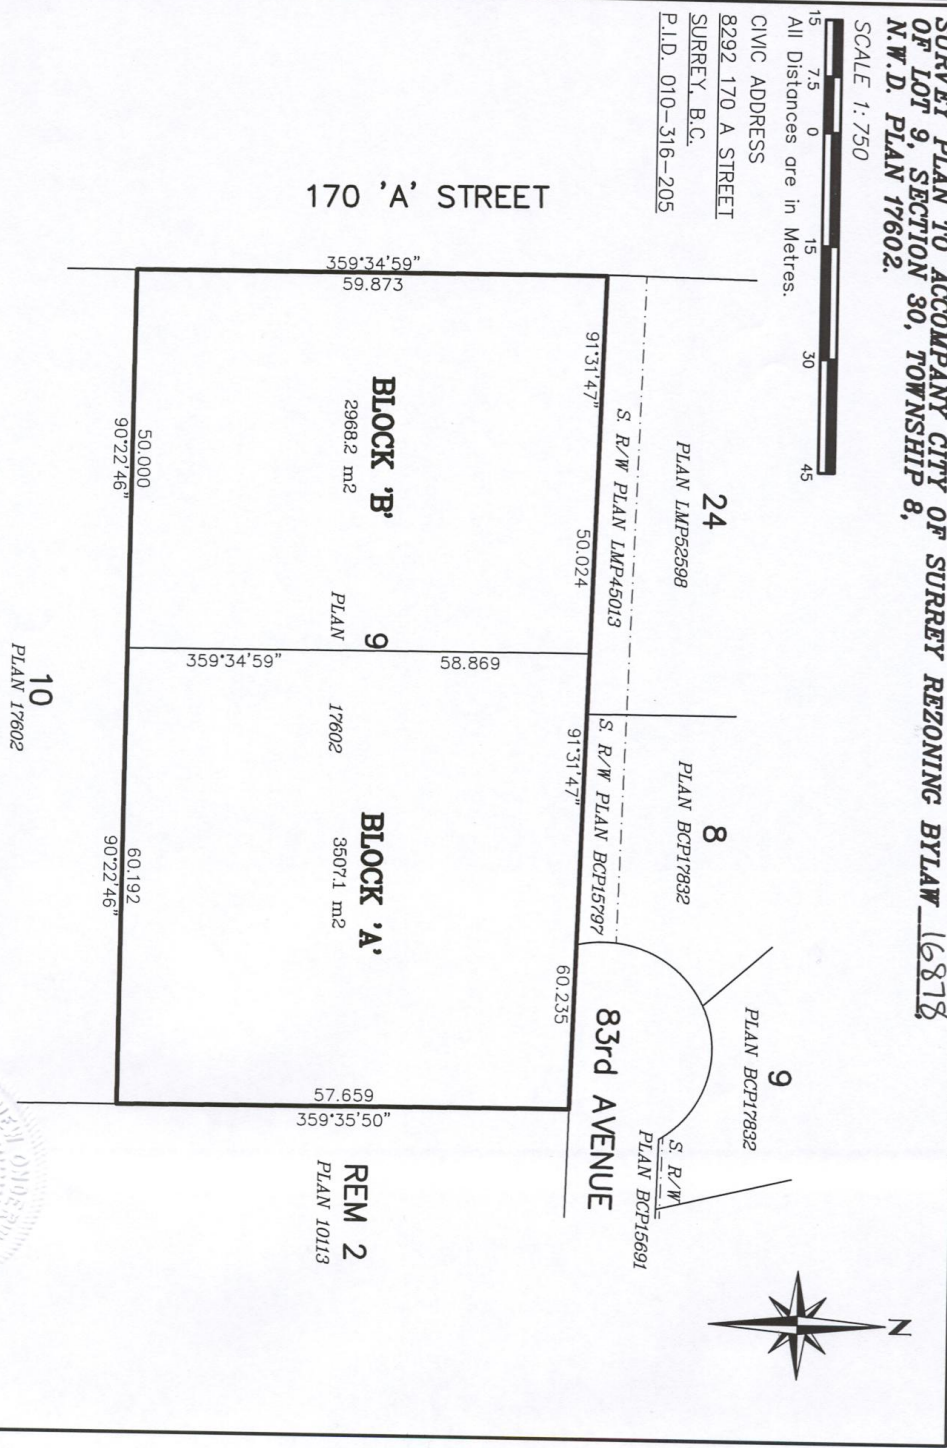 SURVEY PLAN TO ACCOMPANY CITY OF SURREY REZONING BYLAW 16878
OF LOT 9, SECTION 30, TOWNSHIP 8,
N.W.D. PLAN 17602.
SCALE 1:750
15 7.5 0 15 30 45
All Distances are in Metres.
CIVIC ADDRESS
8292 170 A STREET
SURREY, B.C.
P.I.D. 010-316-205
N
9
PLAN BCP17832
24
PLAN LMP52598
8
PLAN BCP17832
S. R/W
PLAN BCP15691
S. R/W PLAN LMP45013
S. R/W PLAN BCP15797
83rd AVENUE
91°31'47"
50.024
91°31'47"
60.235
170 'A' STREET
359°34'59"
59.873
BLOCK 'B'
2968.2 m2
9
PLAN 17602
58.869
359°34'59"
BLOCK 'A'
3507.1 m2
57.659
359°35'50"
REM 2
PLAN 10113
50.000
90°22'46"
60.192
90°22'46"
10
PLAN 17602